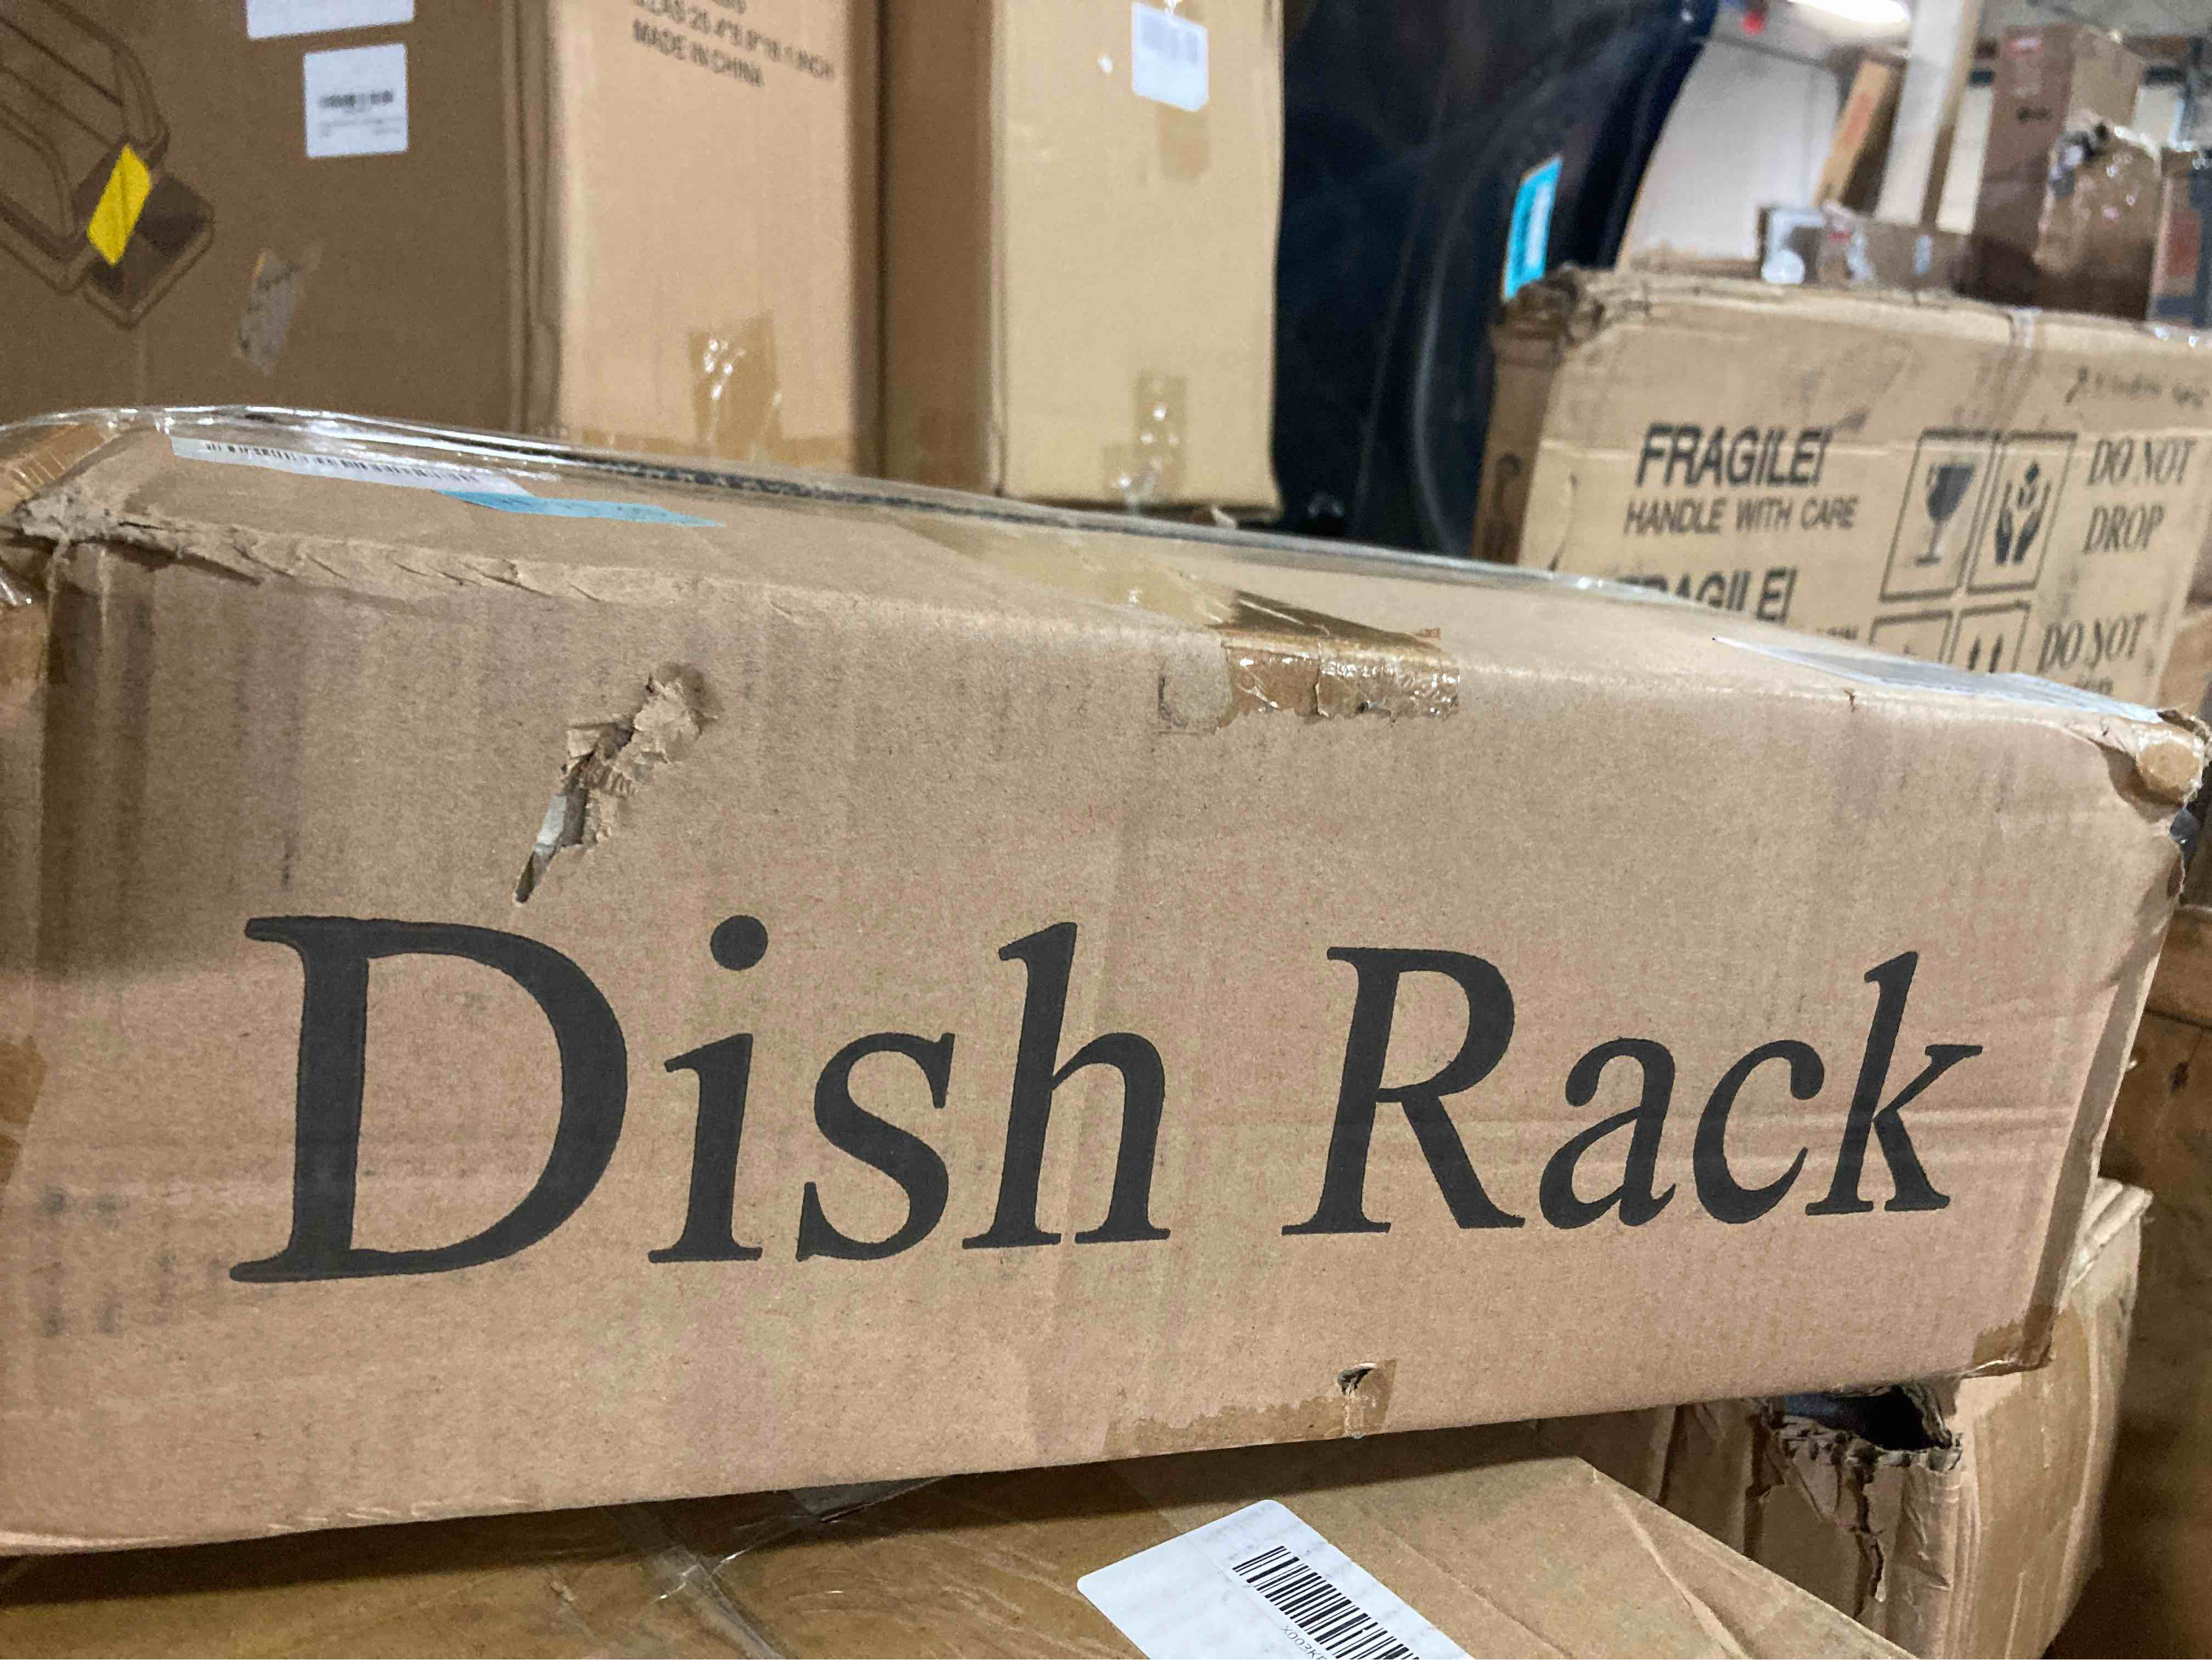 MADE IN CHINA
FRAGILE!
HANDLE WITH CARE
DO NOT
DROP
FRAGILE!
DO NOT
Dish Rack